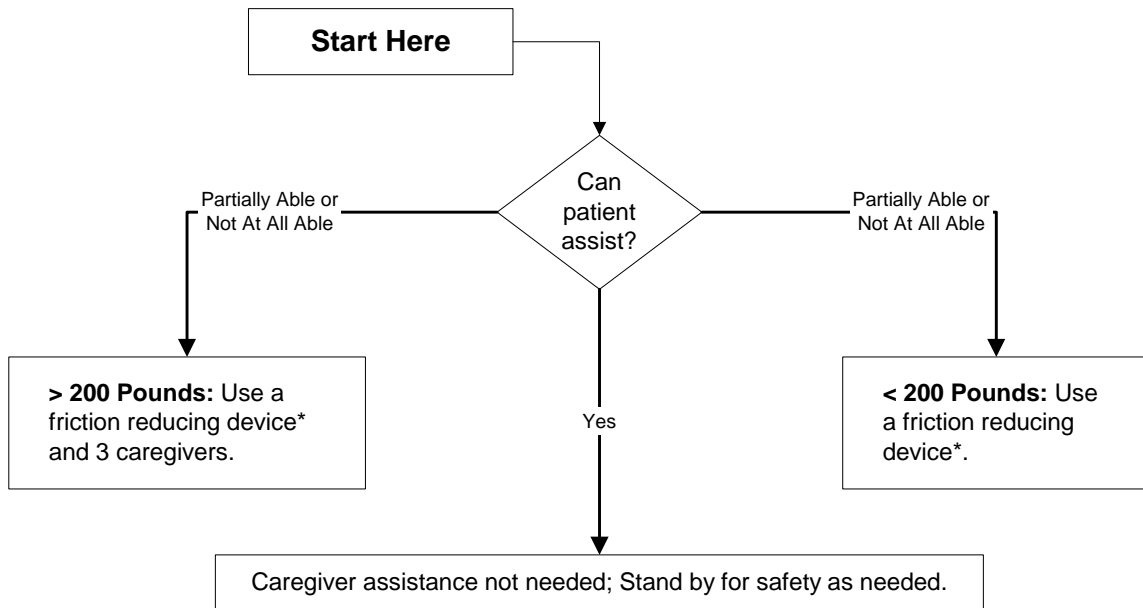 Start Here
Can
patient
assist?
Partially Able or
Not At All Able
Partially Able or
Not At All Able
> 200 Pounds: Use a
friction reducing device*
and 3 caregivers.
< 200 Pounds: Use
a friction reducing
device*.
Yes
Caregiver assistance not needed; Stand by for safety as needed.